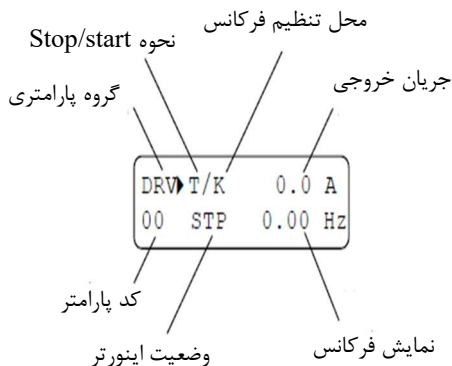 محل تنظیم فرکانس
نحوه Stop/start
جریان خروجی
گروه پارامتری
DRV▶T/K 0.0 A
00 STP 0.00 Hz
کد پارامتر
وضعیت اینورتر
نمایش فرکانس